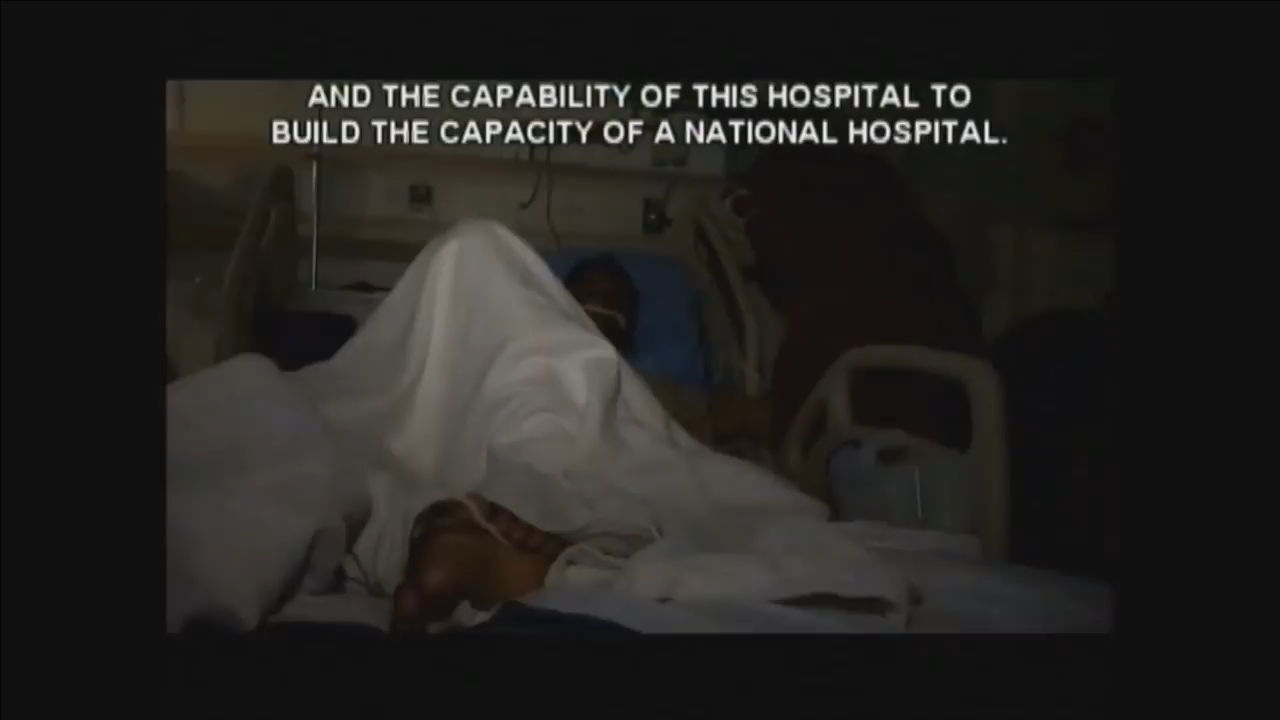 AND THE CAPABILITY OF THIS HOSPITAL TO
BUILD THE CAPACITY OF A NATIONAL HOSPITAL.